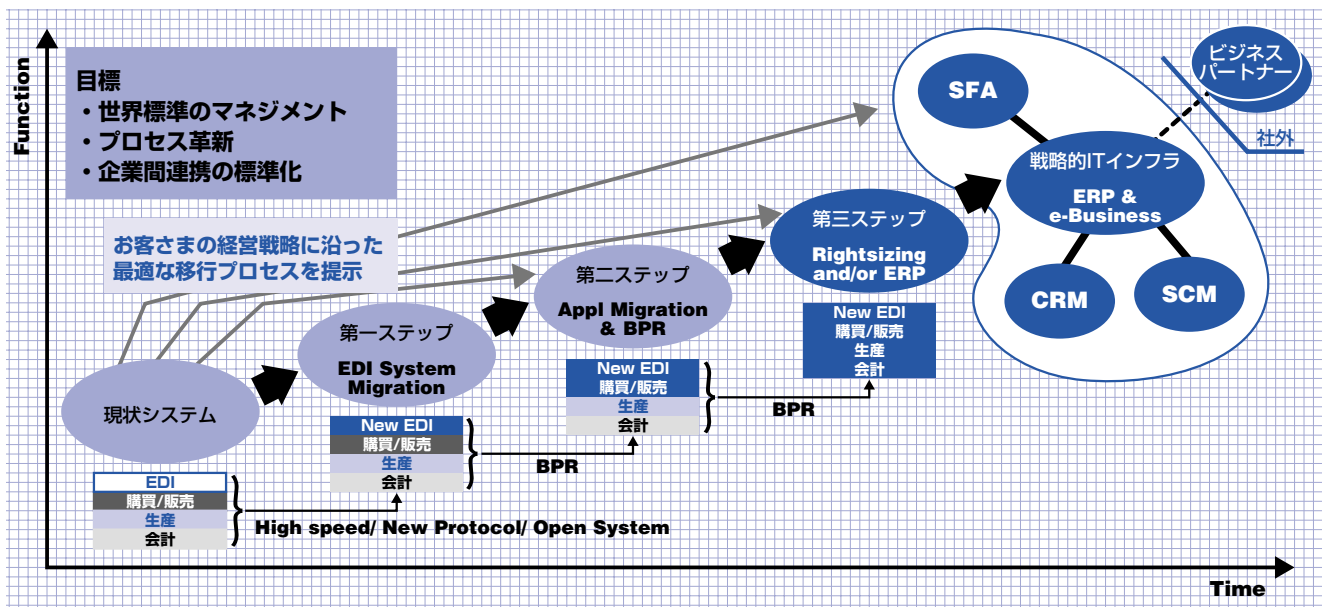 Function
目標
・世界標準のマネジメント
・プロセス革新
・企業間連携の標準化
お客さまの経営戦略に沿った
最適な移行プロセスを提示
現状システム
EDI
購買/販売
生産
会計
High speed/ New Protocol/ Open System
第一ステップ
EDI System
Migration
New EDI
購買/販売
生産
会計
BPR
第二ステップ
Appl Migration
& BPR
New EDI
購買/販売
生産
会計
BPR
第三ステップ
Rightsizing
and/or ERP
New EDI
購買/販売
生産
会計
SFA
戦略的ITインフラ
ERP &
e-Business
CRM
SCM
ビジネス
パートナー
社外
Time